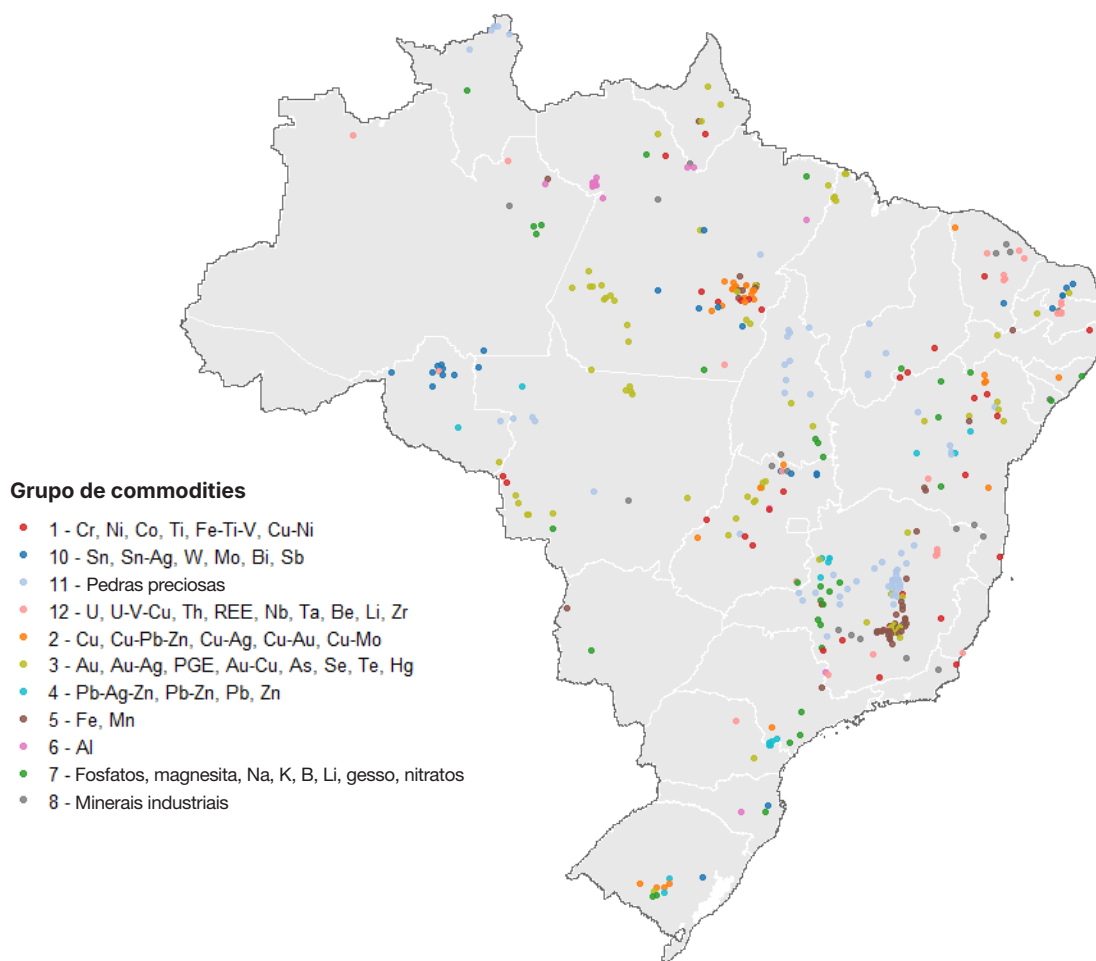 Grupo de commodities
1 - Cr, Ni, Co, Ti, Fe-Ti-V, Cu-Ni
10 - Sn, Sn-Ag, W, Mo, Bi, Sb
11 - Pedras preciosas
12 - U, U-V-Cu, Th, REE, Nb, Ta, Be, Li, Zr
2 - Cu, Cu-Pb-Zn, Cu-Ag, Cu-Au, Cu-Mo
3 - Au, Au-Ag, PGE, Au-Cu, As, Se, Te, Hg
4 - Pb-Ag-Zn, Pb-Zn, Pb, Zn
5 - Fe, Mn
6 - Al
7 - Fosfatos, magnesita, Na, K, B, Li, gesso, nitratos
8 - Minerais industriais